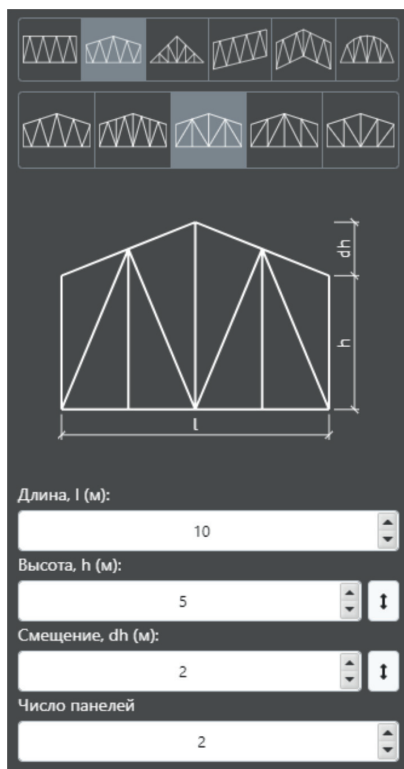 dh
h
l
Длина, l (м):
10
Высота, h (м):
5
Смещение, dh (м):
2
Число панелей
2